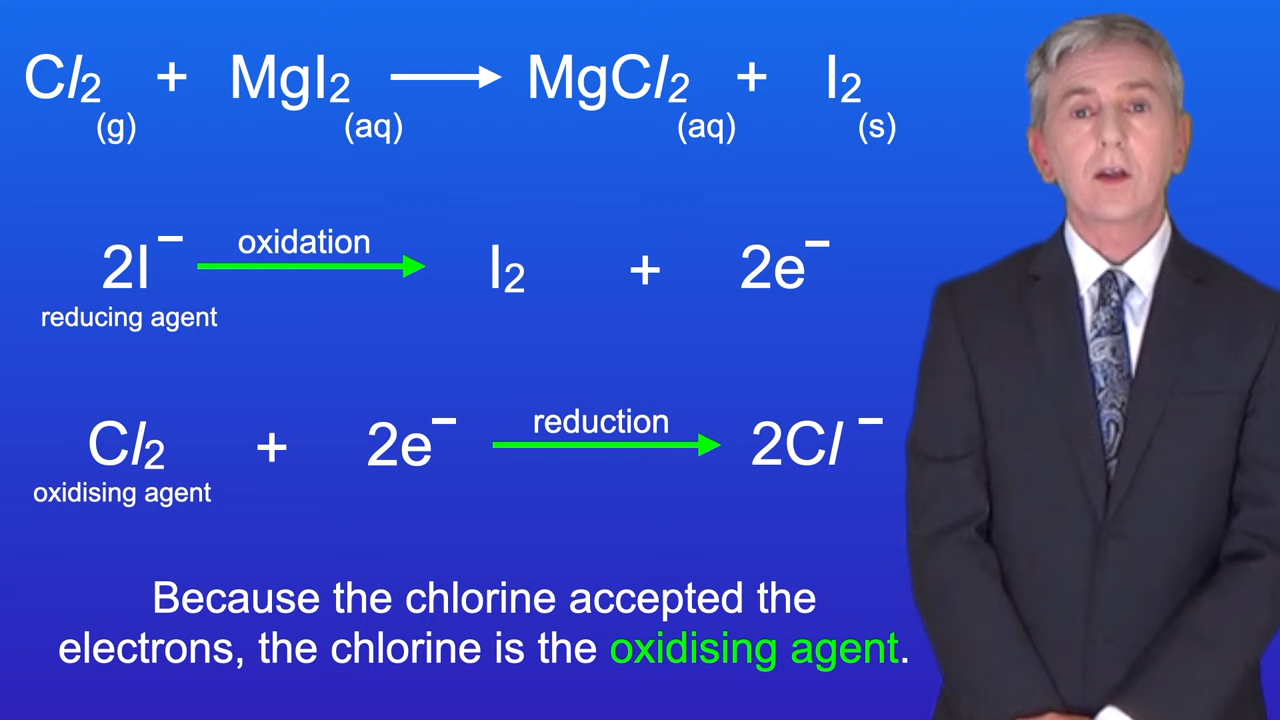 Cl2 (g) + MgI2 (aq) → MgCl2 (aq) + I2 (s)
oxidation
2I⁻ → I2 + 2e⁻
reducing agent
reduction
Cl2 + 2e⁻ → 2Cl⁻
oxidising agent
Because the chlorine accepted the
electrons, the chlorine is the oxidising agent.